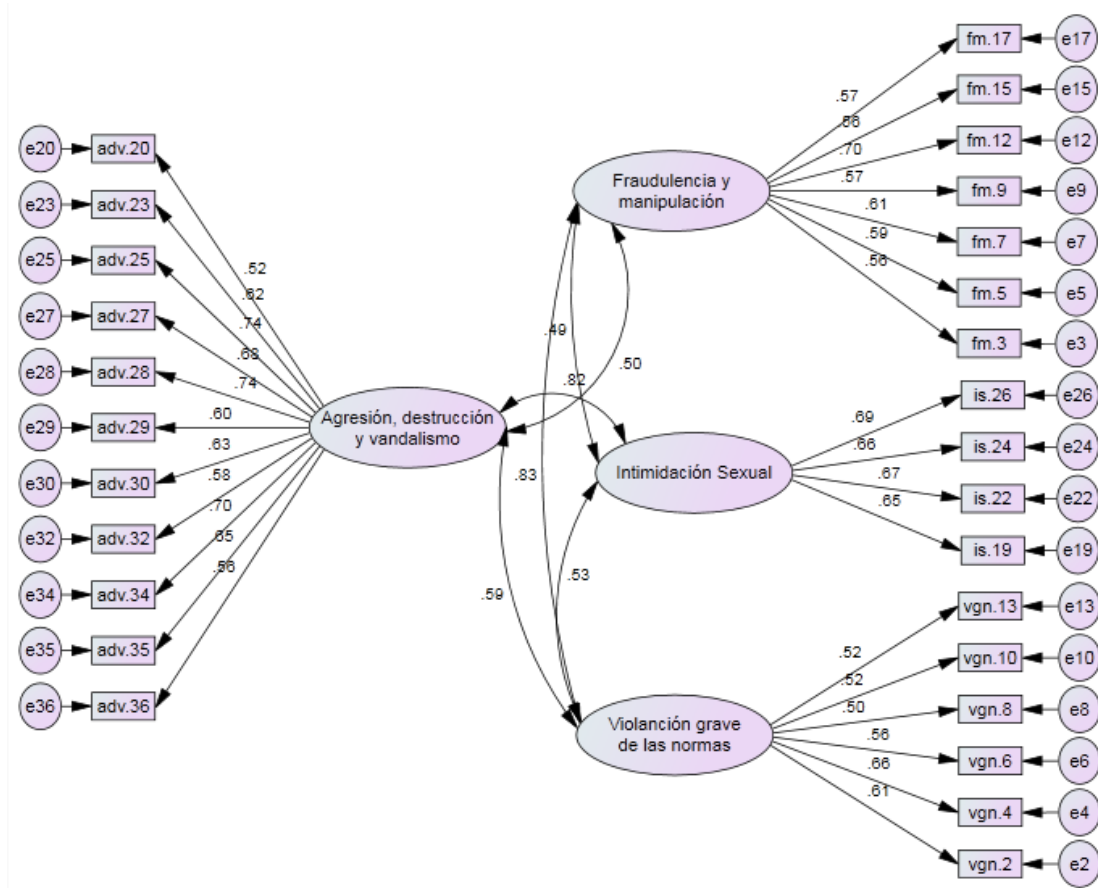 e20 adv.20
.52
e23 adv.23
.62
e25 adv.25
.74
e27 adv.27
.68
e28 adv.28
.74
e29 adv.29
.60
e30 adv.30
.63
e32 adv.32
.58
e34 adv.34
.70
e35 adv.35
.65
e36 adv.36
.56
Agresión, destrucción
y vandalismo
Fraudulencia y
manipulación
.57
fm.17 e17
.66
fm.15 e15
.70
fm.12 e12
.57
fm.9 e9
.61
fm.7 e7
.59
fm.5 e5
.56
fm.3 e3
.49
.50
.82
.83
.53
.59
Intimidación Sexual
.69
is.26 e26
.66
is.24 e24
.67
is.22 e22
.65
is.19 e19
Violanción grave
de las normas
.52
vgn.13 e13
.52
vgn.10 e10
.50
vgn.8 e8
.56
vgn.6 e6
.66
vgn.4 e4
.61
vgn.2 e2